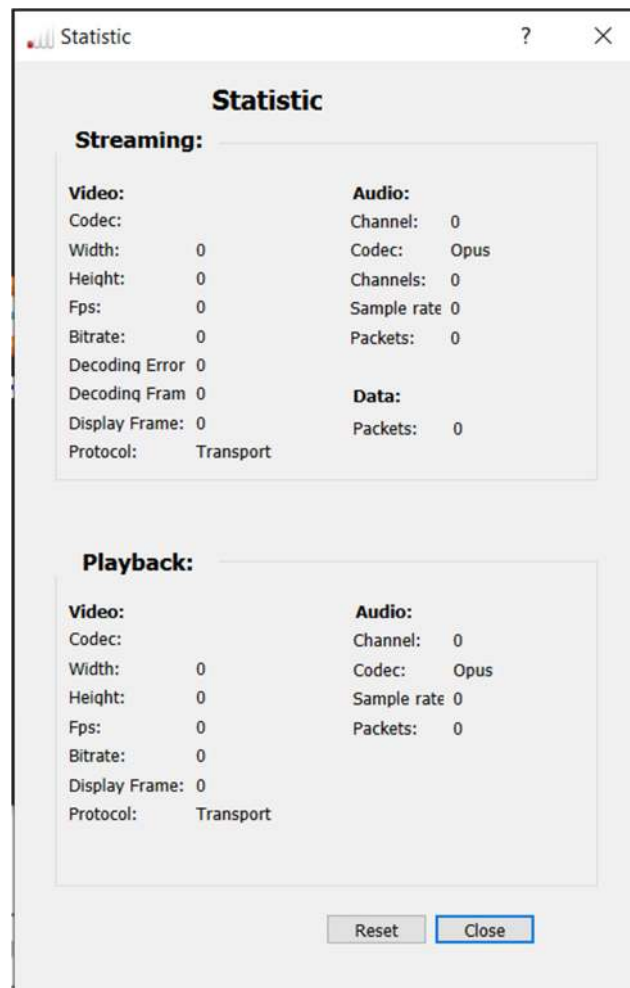 Statistic ?
Statistic
Streaming:
Video:
Codec:
Width: 0
Height: 0
Fps: 0
Bitrate: 0
Decoding Error 0
Decoding Fram 0
Display Frame: 0
Protocol: Transport
Audio:
Channel: 0
Codec: Opus
Channels: 0
Sample rate 0
Packets: 0
Data:
Packets: 0
Playback:
Video:
Codec:
Width: 0
Height: 0
Fps: 0
Bitrate: 0
Display Frame: 0
Protocol: Transport
Audio:
Channel: 0
Codec: Opus
Sample rate 0
Packets: 0
Reset Close